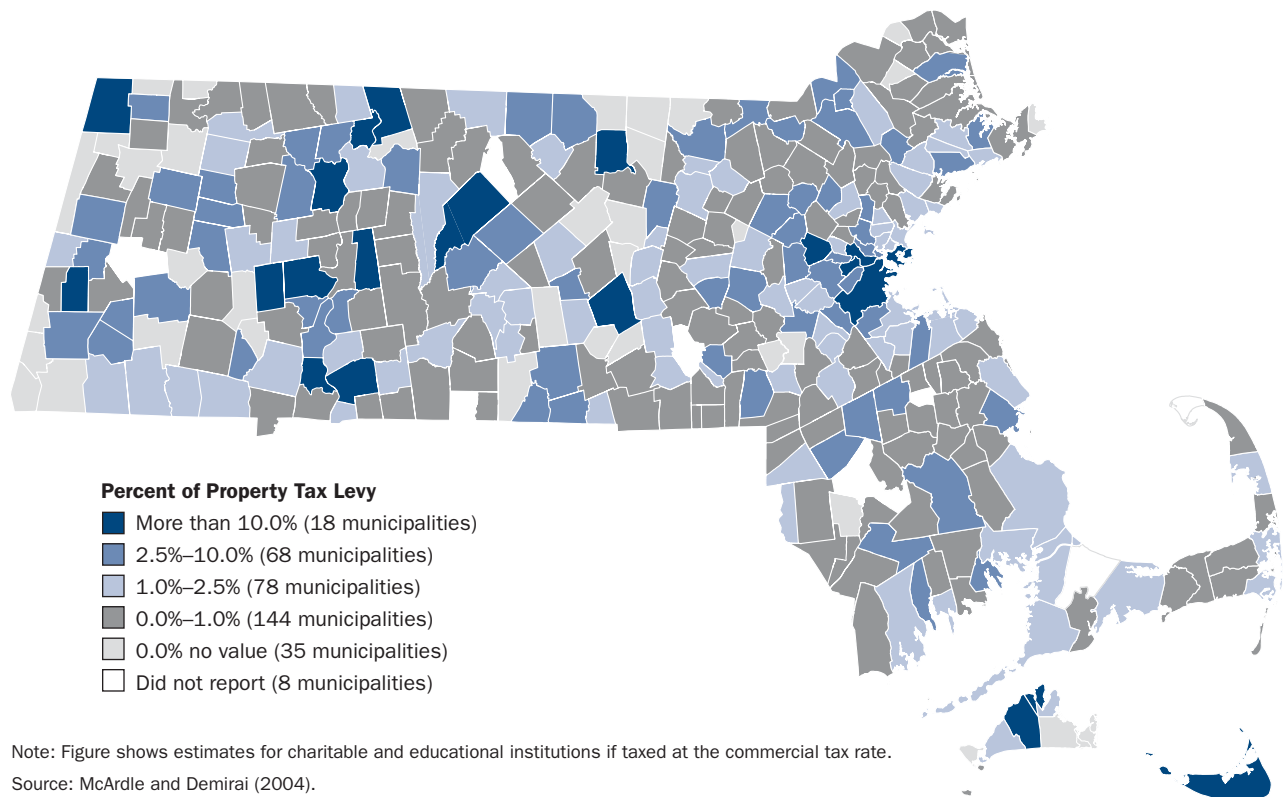 Percent of Property Tax Levy
More than 10.0% (18 municipalities)
2.5%–10.0% (68 municipalities)
1.0%–2.5% (78 municipalities)
0.0%–1.0% (144 municipalities)
0.0% no value (35 municipalities)
Did not report (8 municipalities)
Note: Figure shows estimates for charitable and educational institutions if taxed at the commercial tax rate.
Source: McArdle and Demirai (2004).